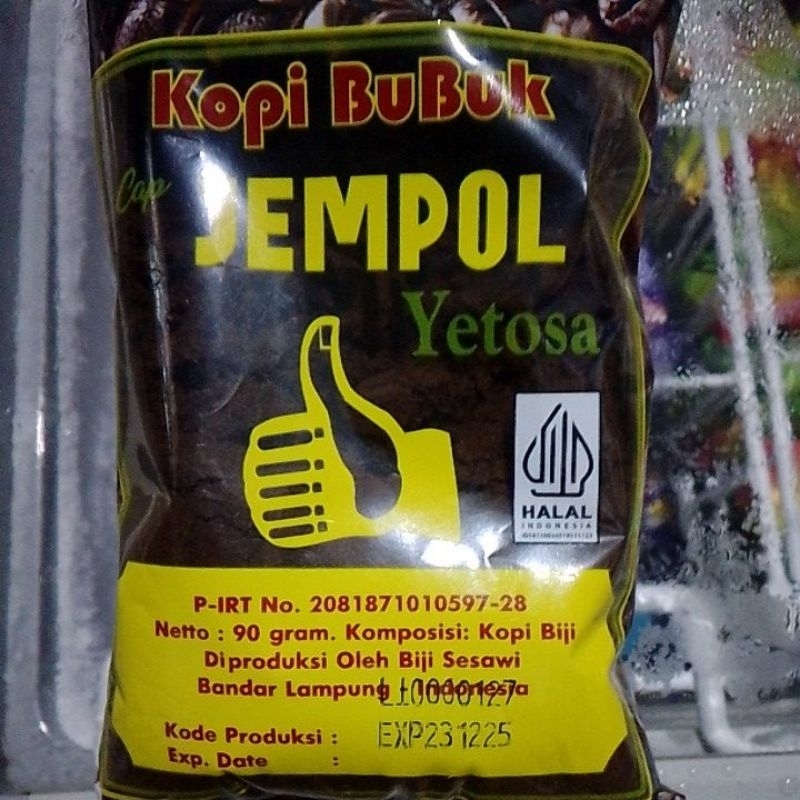 Kopi BuBuk
Cap
JEMPOL
Yetosa
HALAL
INDONESIA
P-IRT No. 2081871010597-28
Netto : 90 gram. Komposisi: Kopi Biji
Diproduksi Oleh Biji Sesawi
Bandar Lampung - Indonesia
L10000127
Kode Produksi :
EXP231225
Exp. Date :